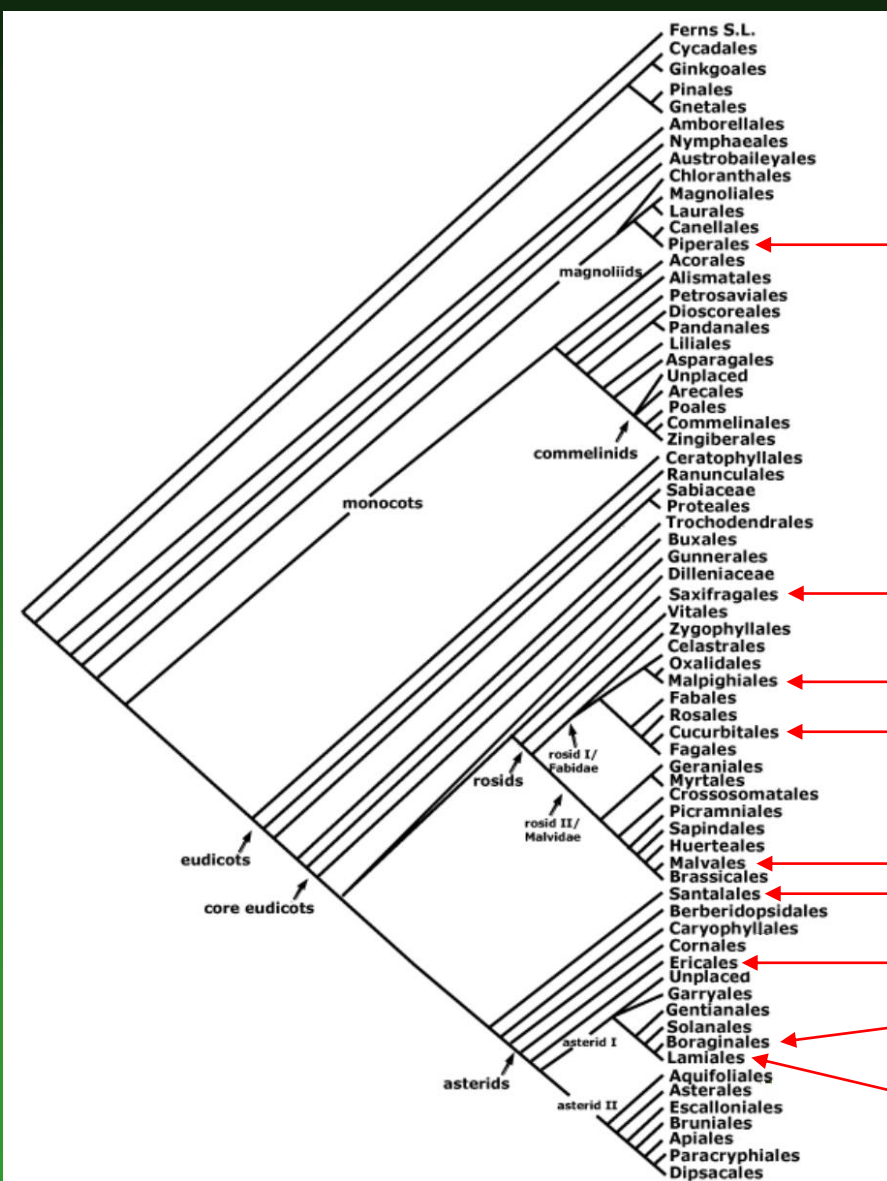 Ferns S.L.
Cycadales
Ginkgoales
Pinales
Gnetales
Amborellales
Nymphaeales
Austrobaileyales
Chloranthales
Magnoliales
Laurales
Canellales
Piperales
magnoliids
Acorales
Alismatales
Petrosaviales
Dioscoreales
Pandanales
Liliales
Asparagales
Unplaced
Arecales
Poales
Commelinales
Zingiberales
commelinids
monocots
Ceratophyllales
Ranunculales
Sabiaceae
Proteales
Trochodendrales
Buxales
Gunnerales
Dilleniaceae
Saxifragales
Vitales
Zygophyllales
Celastrales
Oxalidales
Malpighiales
Fabales
Rosales
Cucurbitales
Fagales
rosid I/
Fabidae
rosids
Geraniales
Myrtales
Crossosomatales
Picramniales
Sapindales
Huerteales
Malvales
Brassicales
rosid II/
Malvidae
eudicots
core eudicots
Santalales
Berberidopsidales
Caryophyllales
Cornales
Ericales
Unplaced
Garryales
Gentianales
Solanales
Boraginales
Lamiales
asterid I
asterids
Aquifoliales
Asterales
Escalloniales
Bruniales
Apiales
Paracryphiales
Dipsacales
asterid II